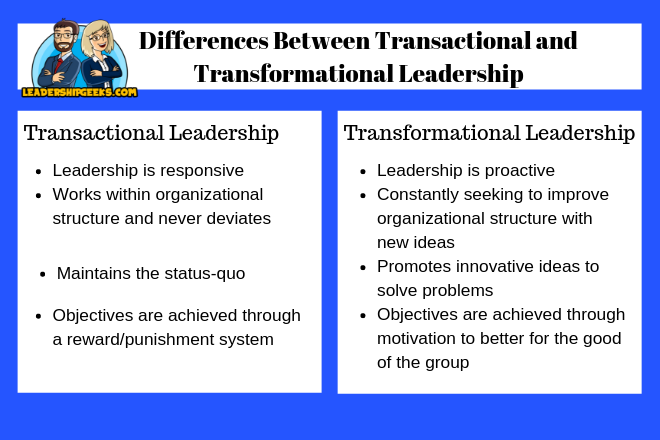 Differences Between Transactional and
Transformational Leadership
LEADERSHIPGEEKS.COM
Transactional Leadership
• Leadership is responsive
• Works within organizational
structure and never deviates
• Maintains the status-quo
• Objectives are achieved through
a reward/punishment system
Transformational Leadership
• Leadership is proactive
• Constantly seeking to improve
organizational structure with
new ideas
• Promotes innovative ideas to
solve problems
• Objectives are achieved through
motivation to better for the good
of the group